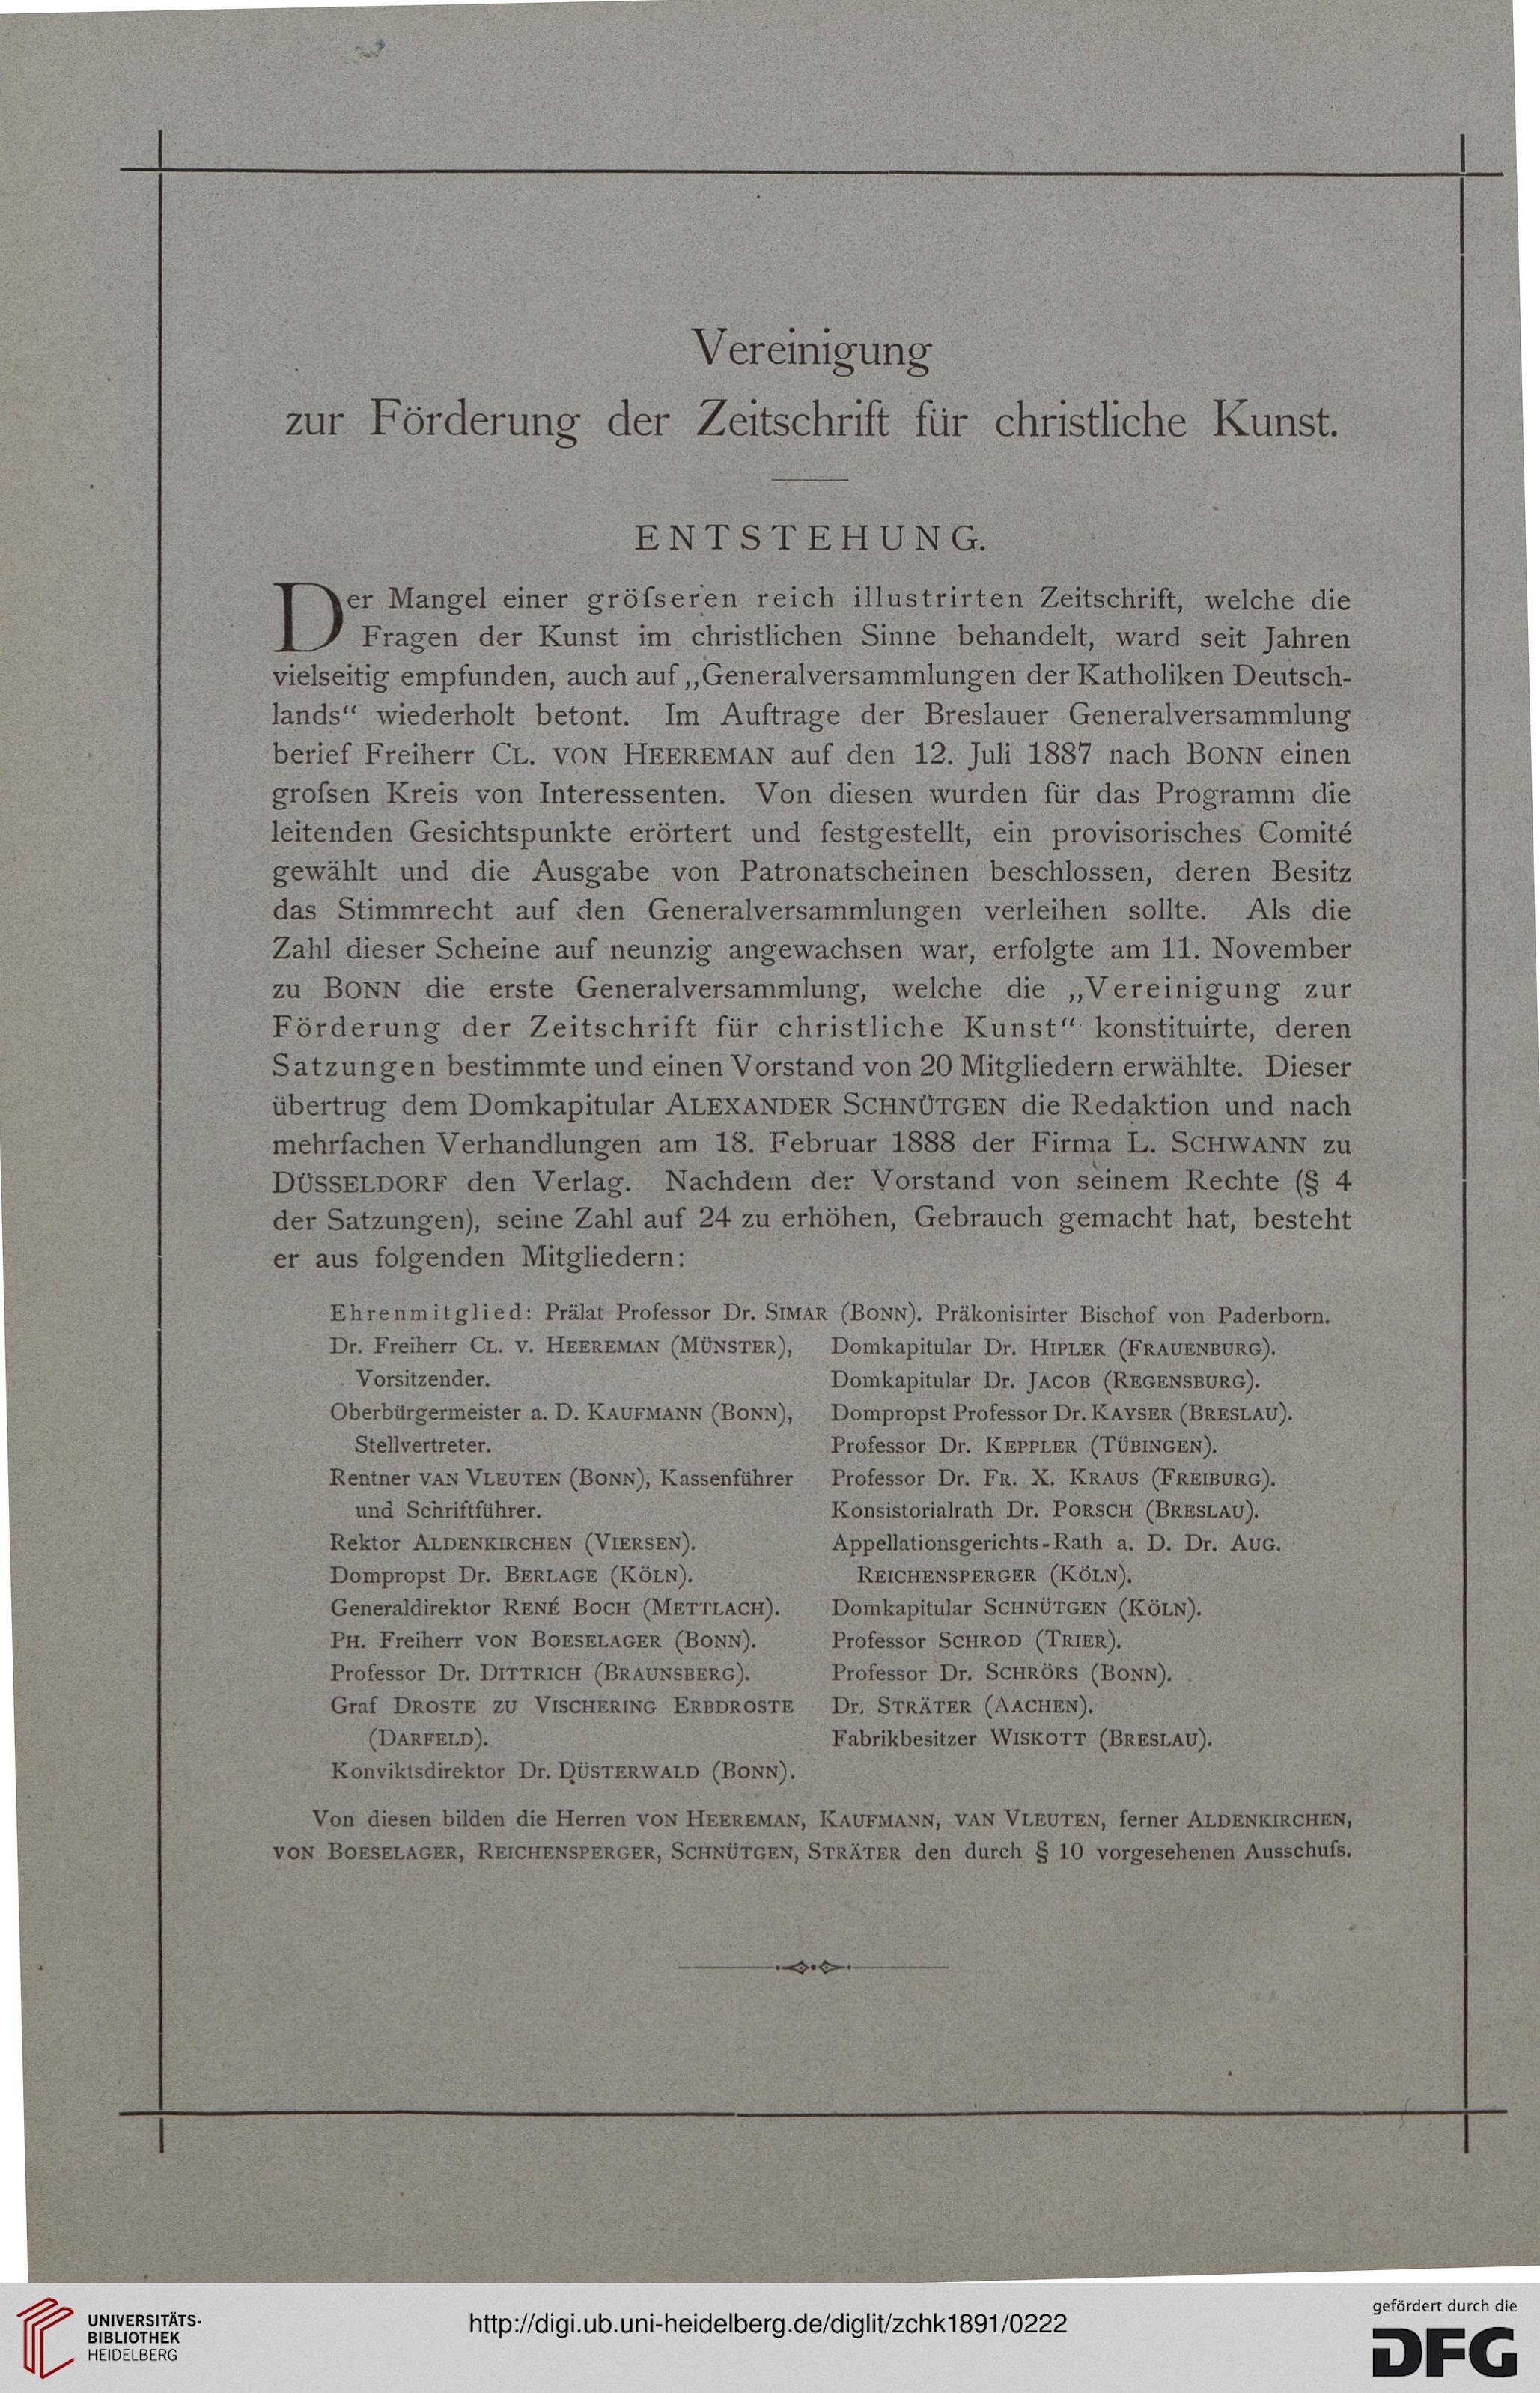 Vereinigung
zur Förderung der Zeitschrift für christliche Kunst.
ENTSTEHUNG.
Der Mangel einer gröfseren reich illustrirten Zeitschrift, welche die
Fragen der Kunst im christlichen Sinne behandelt, ward seit Jahren
vielseitig empfunden, auch auf „Generalversammlungen der Katholiken Deutsch-
lands“ wiederholt betont. Im Auftrage der Breslauer Generalversammlung
berief Freiherr CL. VON HEEREMAN auf den 12. Juli 1887 nach BONN einen
grofsen Kreis von Interessenten. Von diesen wurden für das Programm die
leitenden Gesichtspunkte erörtert und festgestellt, ein provisorisches Comité
gewählt und die Ausgabe von Patronatscheinen beschlossen, deren Besitz
das Stimmrecht auf den Generalversammlungen verleihen sollte. Als die
Zahl dieser Scheine auf neunzig angewachsen war, erfolgte am 11. November
zu BONN die erste Generalversammlung, welche die „Vereinigung zur
Förderung der Zeitschrift für christliche Kunst“ konstituirte, deren
Satzungen bestimmte und einen Vorstand von 20 Mitgliedern erwählte. Dieser
übertrug dem Domkapitular ALEXANDER SCHNÜTGEN die Redaktion und nach
mehrfachen Verhandlungen am 18. Februar 1888 der Firma L. SCHWANN zu
DÜSSELDORF den Verlag. Nachdem der Vorstand von seinem Rechte (§ 4
der Satzungen), seine Zahl auf 24 zu erhöhen, Gebrauch gemacht hat, besteht
er aus folgenden Mitgliedern:
Ehrenmitglied: Prälat Professor Dr. SIMAR (BONN). Präkonisirter Bischof von Paderborn.
Dr. Freiherr CL. V. HEEREMAN (MÜNSTER),
Vorsitzender.
Oberbürgermeister a. D. KAUFMANN (BONN),
Stellvertreter.
Rentner VAN VLEUTEN (BONN), Kassenführer
und Schriftführer.
Rektor ALDENKIRCHEN (VIERSEN).
Dompropst Dr. BERLAGE (KÖLN).
Generaldirektor RENÉ BOCH (METTLACH).
PH. Freiherr VON BOESELAGER (BONN).
Professor Dr. DITTRICH (BRAUNSBERG).
Graf DROSTE ZU VISCHERING ERBDROSTE
(DARFELD).
Konviktsdirektor Dr. DÜSTERWALD (BONN).
Domkapitular Dr. HIPLER (FRAUENBURG).
Domkapitular Dr. JACOB (REGENSBURG).
Dompropst Professor Dr. KAYSER (BRESLAU).
Professor Dr. KEPPLER (TÜBINGEN).
Professor Dr. FR. X. KRAUS (FREIBURG).
Konsistorialrath Dr. PORSCH (BRESLAU).
Appellationsgerichts-Rath a. D. Dr. AUG.
REICHENSPERGER (KÖLN).
Domkapitular SCHNÜTGEN (KÖLN).
Professor SCHROD (TRIER).
Professor Dr. SCHRÖRS (BONN).
Dr. STRÄTER (AACHEN).
Fabrikbesitzer WISKOTT (BRESLAU).
Von diesen bilden die Herren VON HEEREMAN, KAUFMANN, VAN VLEUTEN, ferner ALDENKIRCHEN,
VON BOESELAGER, REICHENSPERGER, SCHNÜTGEN, STRÄTER den durch § 10 vorgesehenen Ausschufs.
UNIVERSITÄTS-
BIBLIOTHEK
HEIDELBERG
http://digi.ub.uni-heidelberg.de/diglit/zchk1891/0222
gefördert durch die
DFG